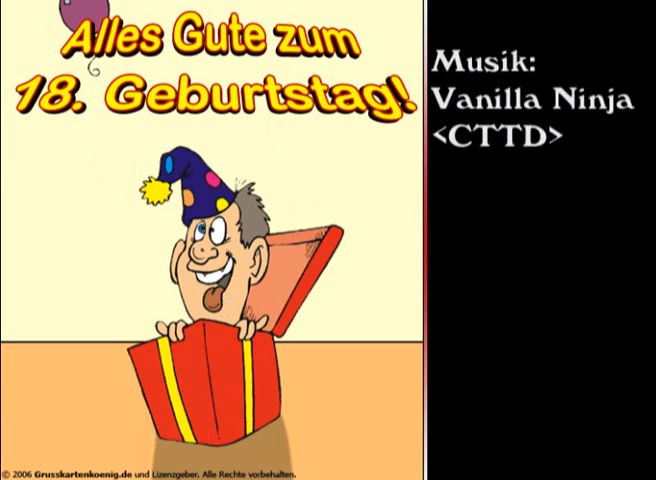 Alles Gute zum
18. Geburtstag!
Musik:
Vanilla Ninja
<CTTD>
© 2006 Grusskartenkoenig.de und Lizenzgeber. Alle Rechte vorbehalten.